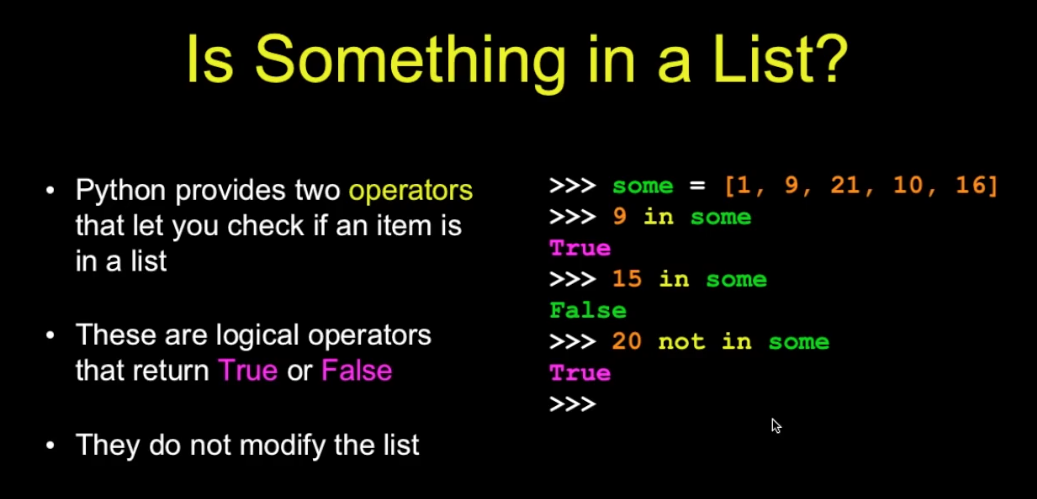 Is Something in a List?
• Python provides two operators
that let you check if an item is
in a list
• These are logical operators
that return True or False
• They do not modify the list
>>> some = [1, 9, 21, 10, 16]
>>> 9 in some
True
>>> 15 in some
False
>>> 20 not in some
True
>>>